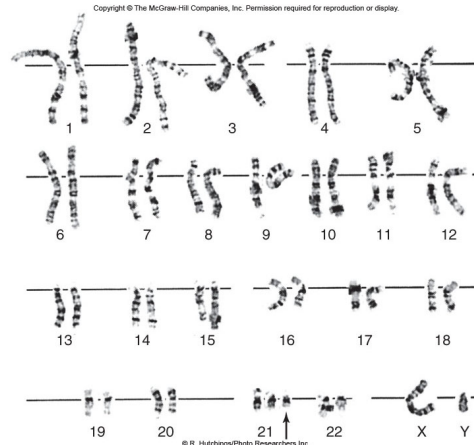 Copyright © The McGraw-Hill Companies, Inc. Permission required for reproduction or display.
1 2 3 4 5
6 7 8 9 10 11 12
13 14 15 16 17 18
19 20 21 22 X Y
© R. Hutchings/Photo Researchers Inc.